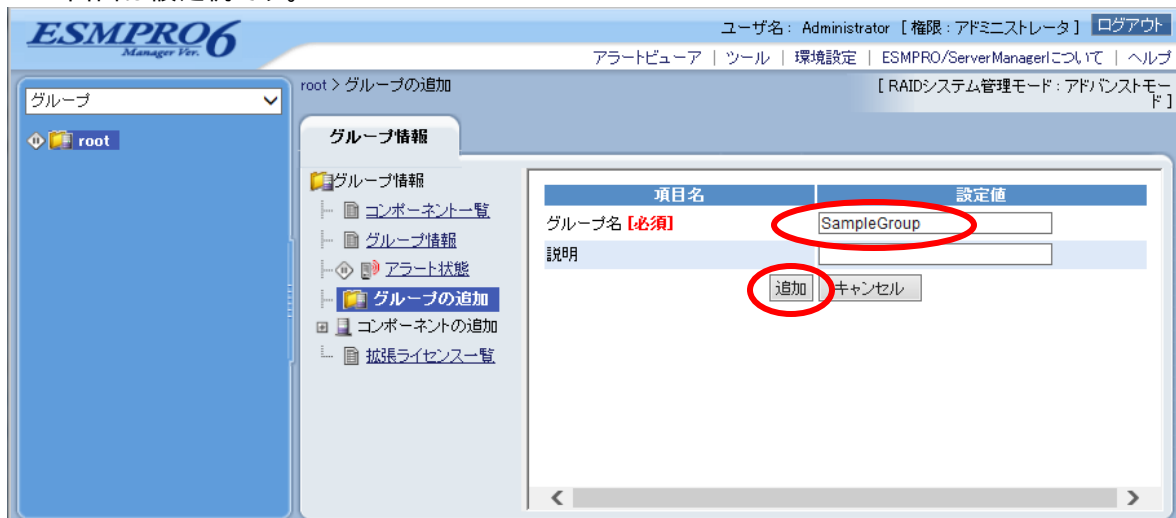 ESMPRO6
Manager Ver.
ユーザ名： Administrator [ 権限：アドミニストレータ ] ログアウト
アラートビューア | ツール | 環境設定 | ESMPRO/ServerManagerについて | ヘルプ
グループ
root
root > グループの追加
[ RAIDシステム管理モード：アドバンストモード ]
グループ情報
グループ情報
コンポーネント一覧
グループ情報
アラート状態
グループの追加
コンポーネントの追加
拡張ライセンス一覧
項目名 設定値
グループ名 [必須] SampleGroup
説明
追加 キャンセル